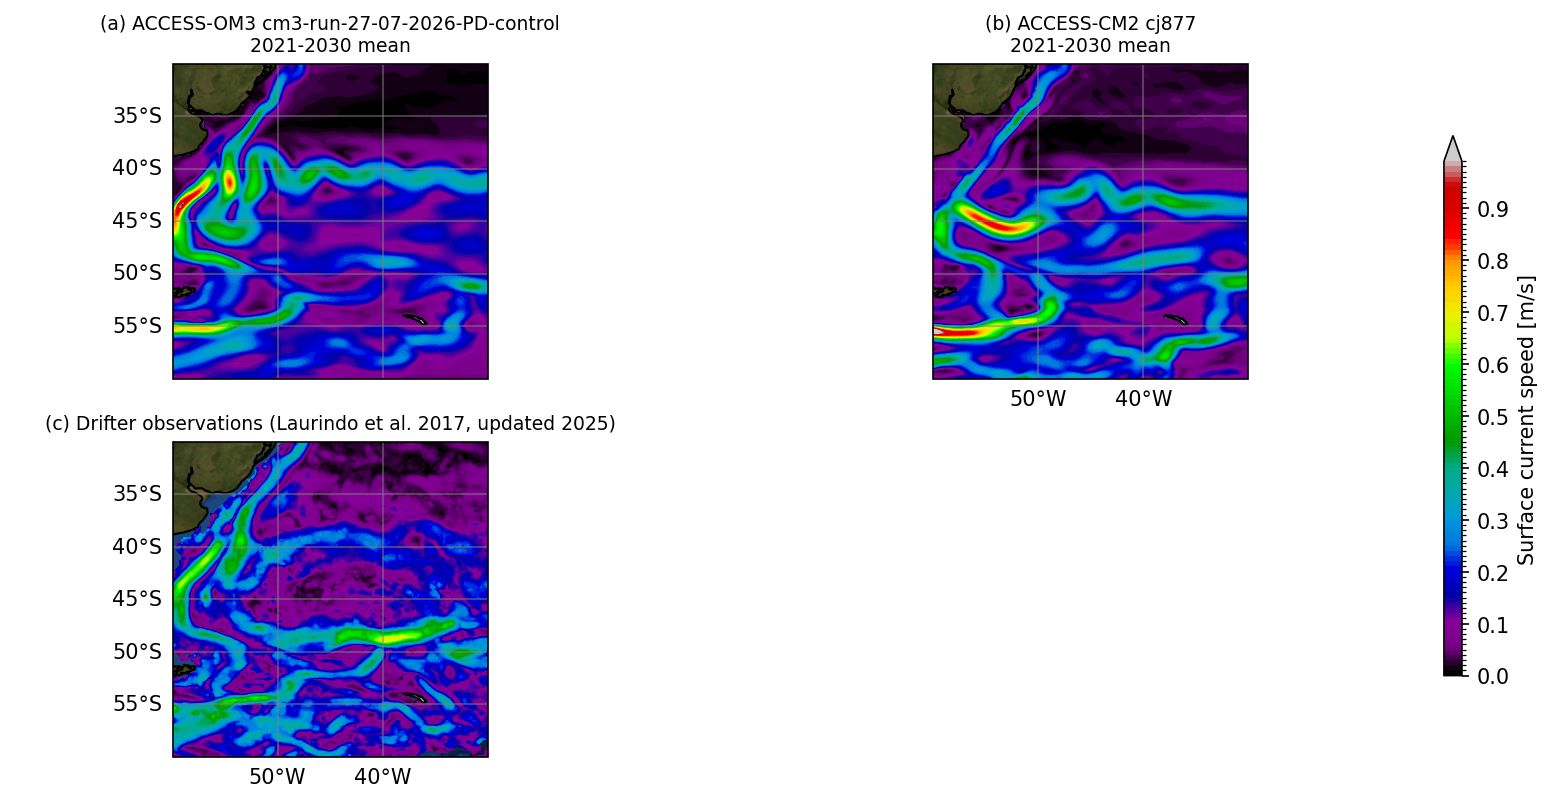 (a) ACCESS-OM3 cm3-run-27-07-2026-PD-control
2021-2030 mean
(b) ACCESS-CM2 cj877
2021-2030 mean
35°S
40°S
45°S
50°S
55°S
50°W
40°W
(c) Drifter observations (Laurindo et al. 2017, updated 2025)
35°S
40°S
45°S
50°S
55°S
50°W
40°W
0.9
0.8
0.7
0.6
0.5
0.4
0.3
0.2
0.1
0.0
Surface current speed [m/s]